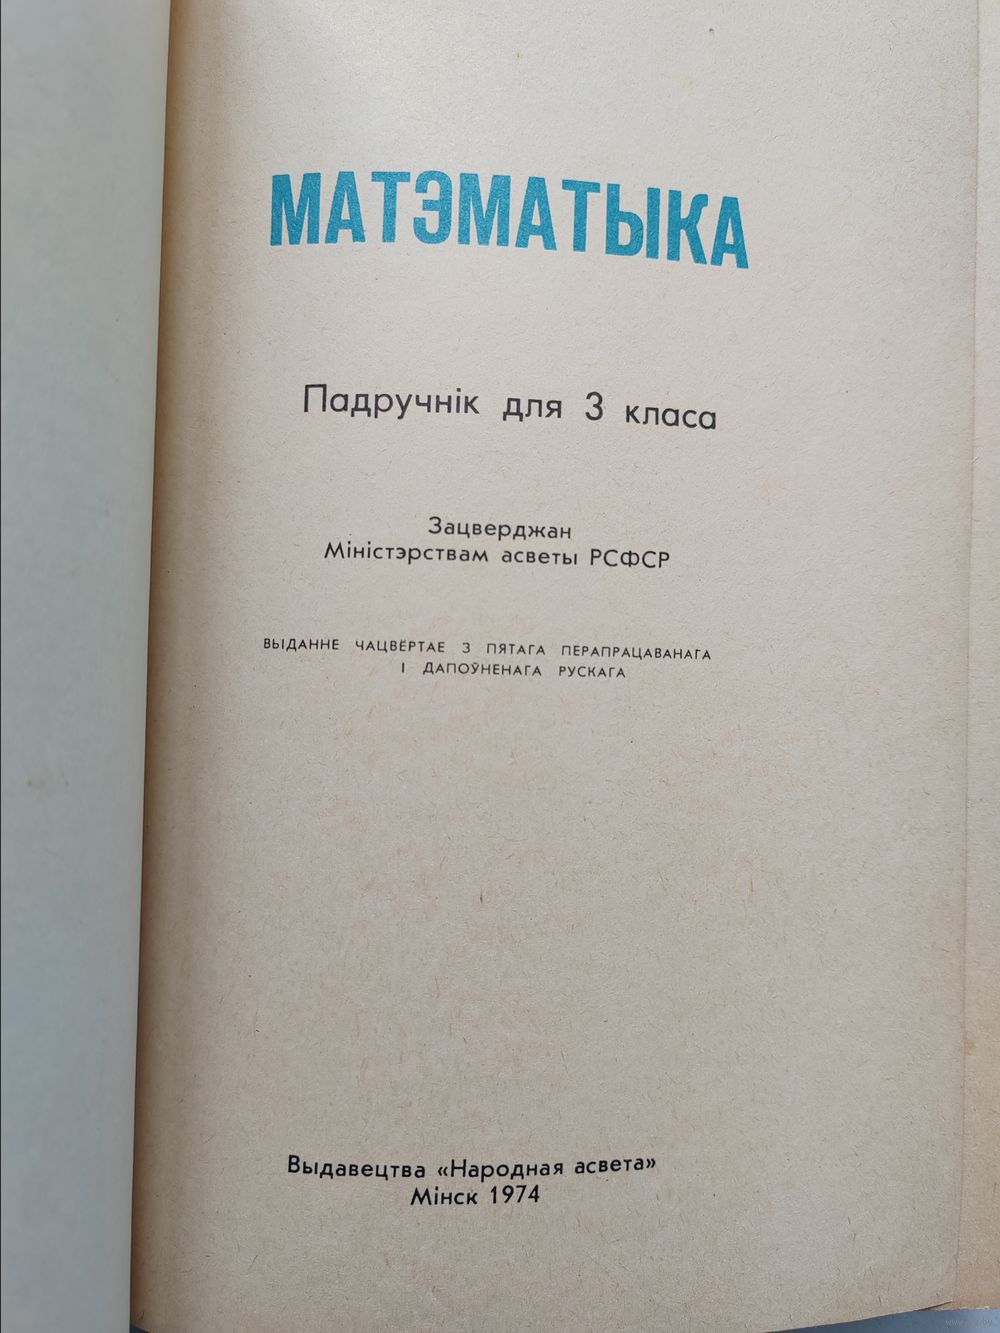 МАТЭМАТЫКА
Падручнік для 3 класа
Зацверджан
Міністэрствам асветы РСФСР
ВЫДАННЕ ЧАЦВЁРТАЕ З ПЯТАГА ПЕРАПРАЦАВАНАГА
І ДАПОЎНЕНАГА РУСКАГА
Выдавецтва «Народная асвета»
Мінск 1974